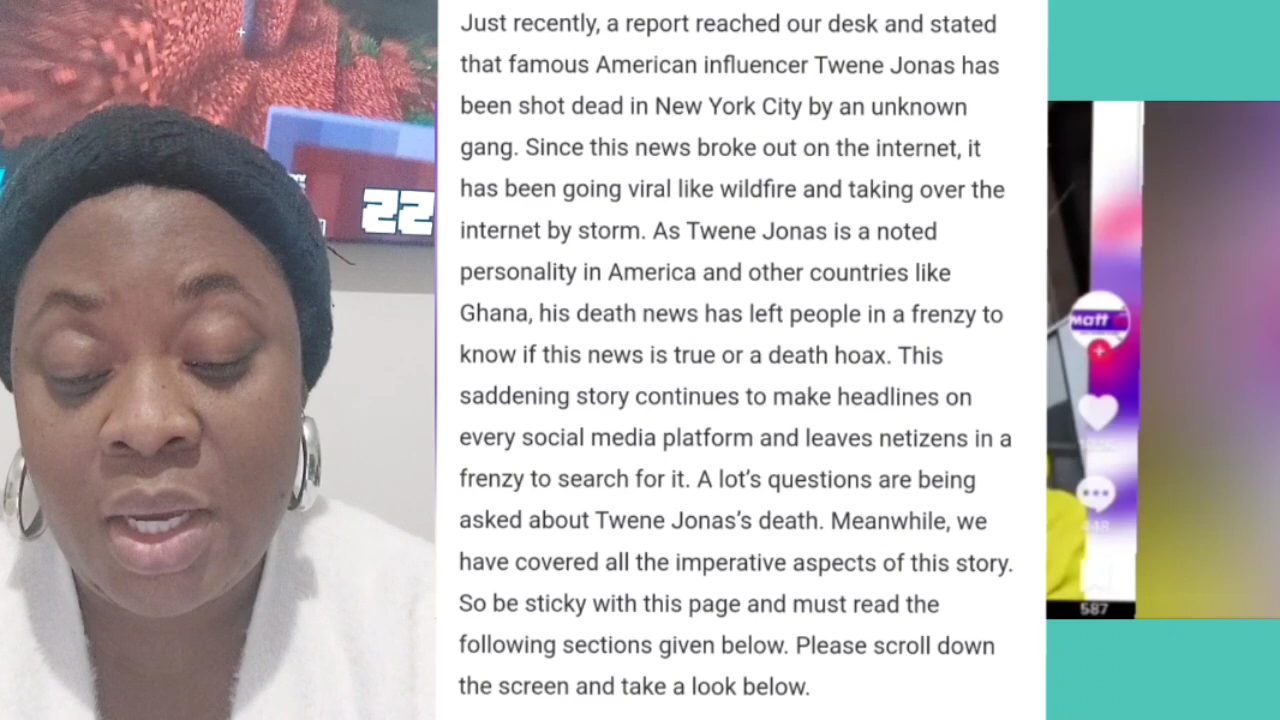 22
Just recently, a report reached our desk and stated
that famous American influencer Twene Jonas has
been shot dead in New York City by an unknown
gang. Since this news broke out on the internet, it
has been going viral like wildfire and taking over the
internet by storm. As Twene Jonas is a noted
personality in America and other countries like
Ghana, his death news has left people in a frenzy to
know if this news is true or a death hoax. This
saddening story continues to make headlines on
every social media platform and leaves netizens in a
frenzy to search for it. A lot’s questions are being
asked about Twene Jonas’s death. Meanwhile, we
have covered all the imperative aspects of this story.
So be sticky with this page and must read the
following sections given below. Please scroll down
the screen and take a look below.
Matt
587